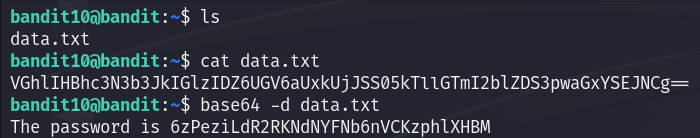 bandit10@bandit:~$ ls
data.txt
bandit10@bandit:~$ cat data.txt
VGhlIHBhc3N3b3JkIGlzIDZ6UGV6aUxkUjJSS05kTllGTmI2blZDS3pwaGxYSEJNCg==
bandit10@bandit:~$ base64 -d data.txt
The password is 6zPeziLdR2RKNdNYFNb6nVCKzphlXHBM